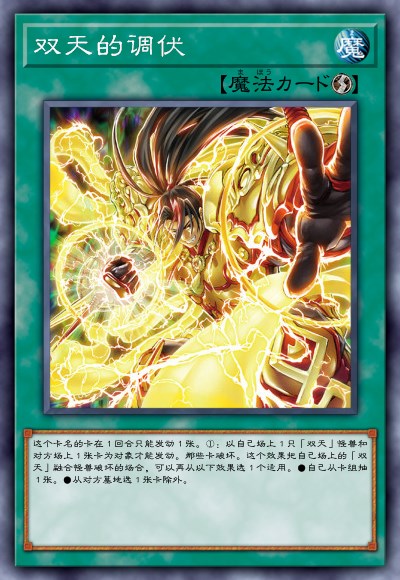 双天的调伏
魔
【魔法カード】
まほう
这个卡名的卡在1回合只能发动1张。①：以自己场上1只「双天」怪兽和
对方场上1张卡为对象才能发动。那些卡破坏。这个效果把自己场上的「双
天」融合怪兽破坏的场合，可以再从以下效果选1个适用。●自己从卡组抽
1张。●从对方墓地选1张卡除外。